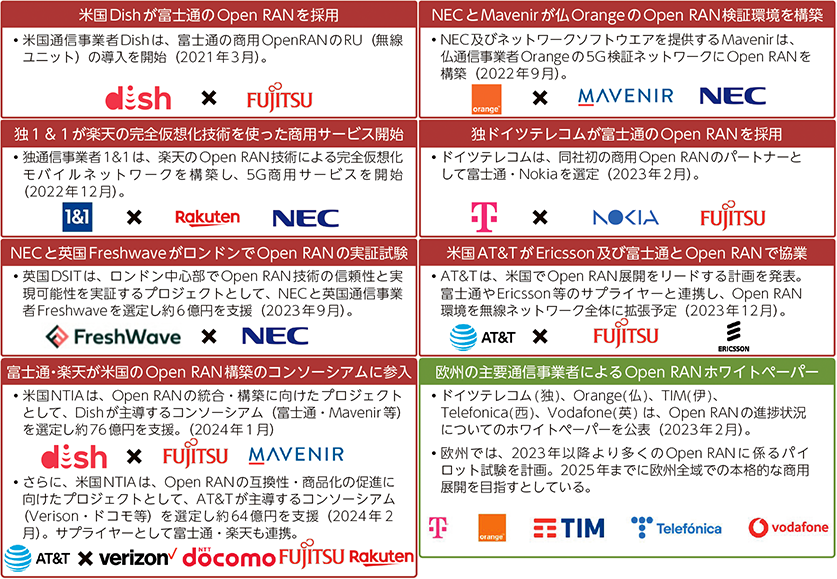 米国Dishが富士通のOpen RANを採用
• 米国通信事業者Dishは、富士通の商用OpenRANのRU（無線
ユニット）の導入を開始（2021年3月）。
dish × FUJITSU
NECとMavenirが仏OrangeのOpen RAN検証環境を構築
• NEC及びネットワークソフトウエアを提供するMavenirは、
仏通信事業者Orangeの5G検証ネットワークにOpen RANを
構築（2022年9月）。
orange × MAVENIR NEC
独1＆1が楽天の完全仮想化技術を使った商用サービス開始
• 独通信事業者1&1は、楽天のOpen RAN技術による完全仮想化
モバイルネットワークを構築し、5G商用サービスを開始
(2022年12月)。
1&1 × Rakuten NEC
独ドイツテレコムが富士通のOpen RANを採用
• ドイツテレコムは、同社初の商用Open RANのパートナーと
して富士通・Nokiaを選定（2023年2月）。
T × NOKIA FUJITSU
NECと英国FreshwaveがロンドンでOpen RANの実証試験
• 英国DSITは、ロンドン中心部でOpen RAN技術の信頼性と実
現可能性を実証するプロジェクトとして、NECと英国通信事業
者Freshwaveを選定し約6億円を支援（2023年9月）。
FreshWave × NEC
米国AT&TがEricsson及び富士通とOpen RANで協業
• AT&Tは、米国でOpen RAN展開をリードする計画を発表。
富士通やEricsson等のサプライヤーと連携し、Open RAN
環境を無線ネットワーク全体に拡張予定（2023年12月）。
AT&T × FUJITSU ERICSSON
富士通・楽天が米国のOpen RAN構築のコンソーシアムに参入
• 米国NTIAは、Open RANの統合・構築に向けたプロジェクト
として、Dishが主導するコンソーシアム（富士通・Mavenir等）
を選定し約76億円を支援。（2024年1月）
dish × FUJITSU MAVENIR
• さらに、米国NTIAは、Open RANの互換性・商品化の促進に
向けたプロジェクトとして、AT&Tが主導するコンソーシアム
（Verison・ドコモ等）を選定し約64億円を支援（2024年2
月）。サプライヤーとして富士通・楽天も連携。
AT&T × verizon✓ NTT docomo FUJITSU Rakuten
欧州の主要通信事業者によるOpen RANホワイトペーパー
• ドイツテレコム(独)、Orange(仏)、TIM(伊)、
Telefonica(西)、Vodafone(英) は、Open RANの進捗状況
についてのホワイトペーパーを公表（2023年2月）。
• 欧州では、2023年以降より多くのOpen RANに係るパイ
ロット試験を計画。2025年までに欧州全域での本格的な商用
展開を目指すとしている。
T orange TIM Telefónica vodafone